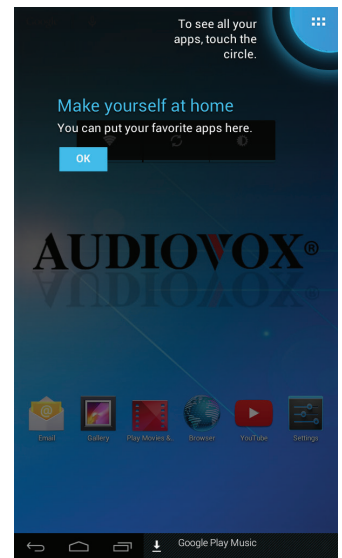 To see all your
apps, touch the
circle.
Make yourself at home
You can put your favorite apps here.
OK
AUDIOVOX®
Email
Gallery
Play Movies &..
Browser
YouTube
Settings
Google Play Music